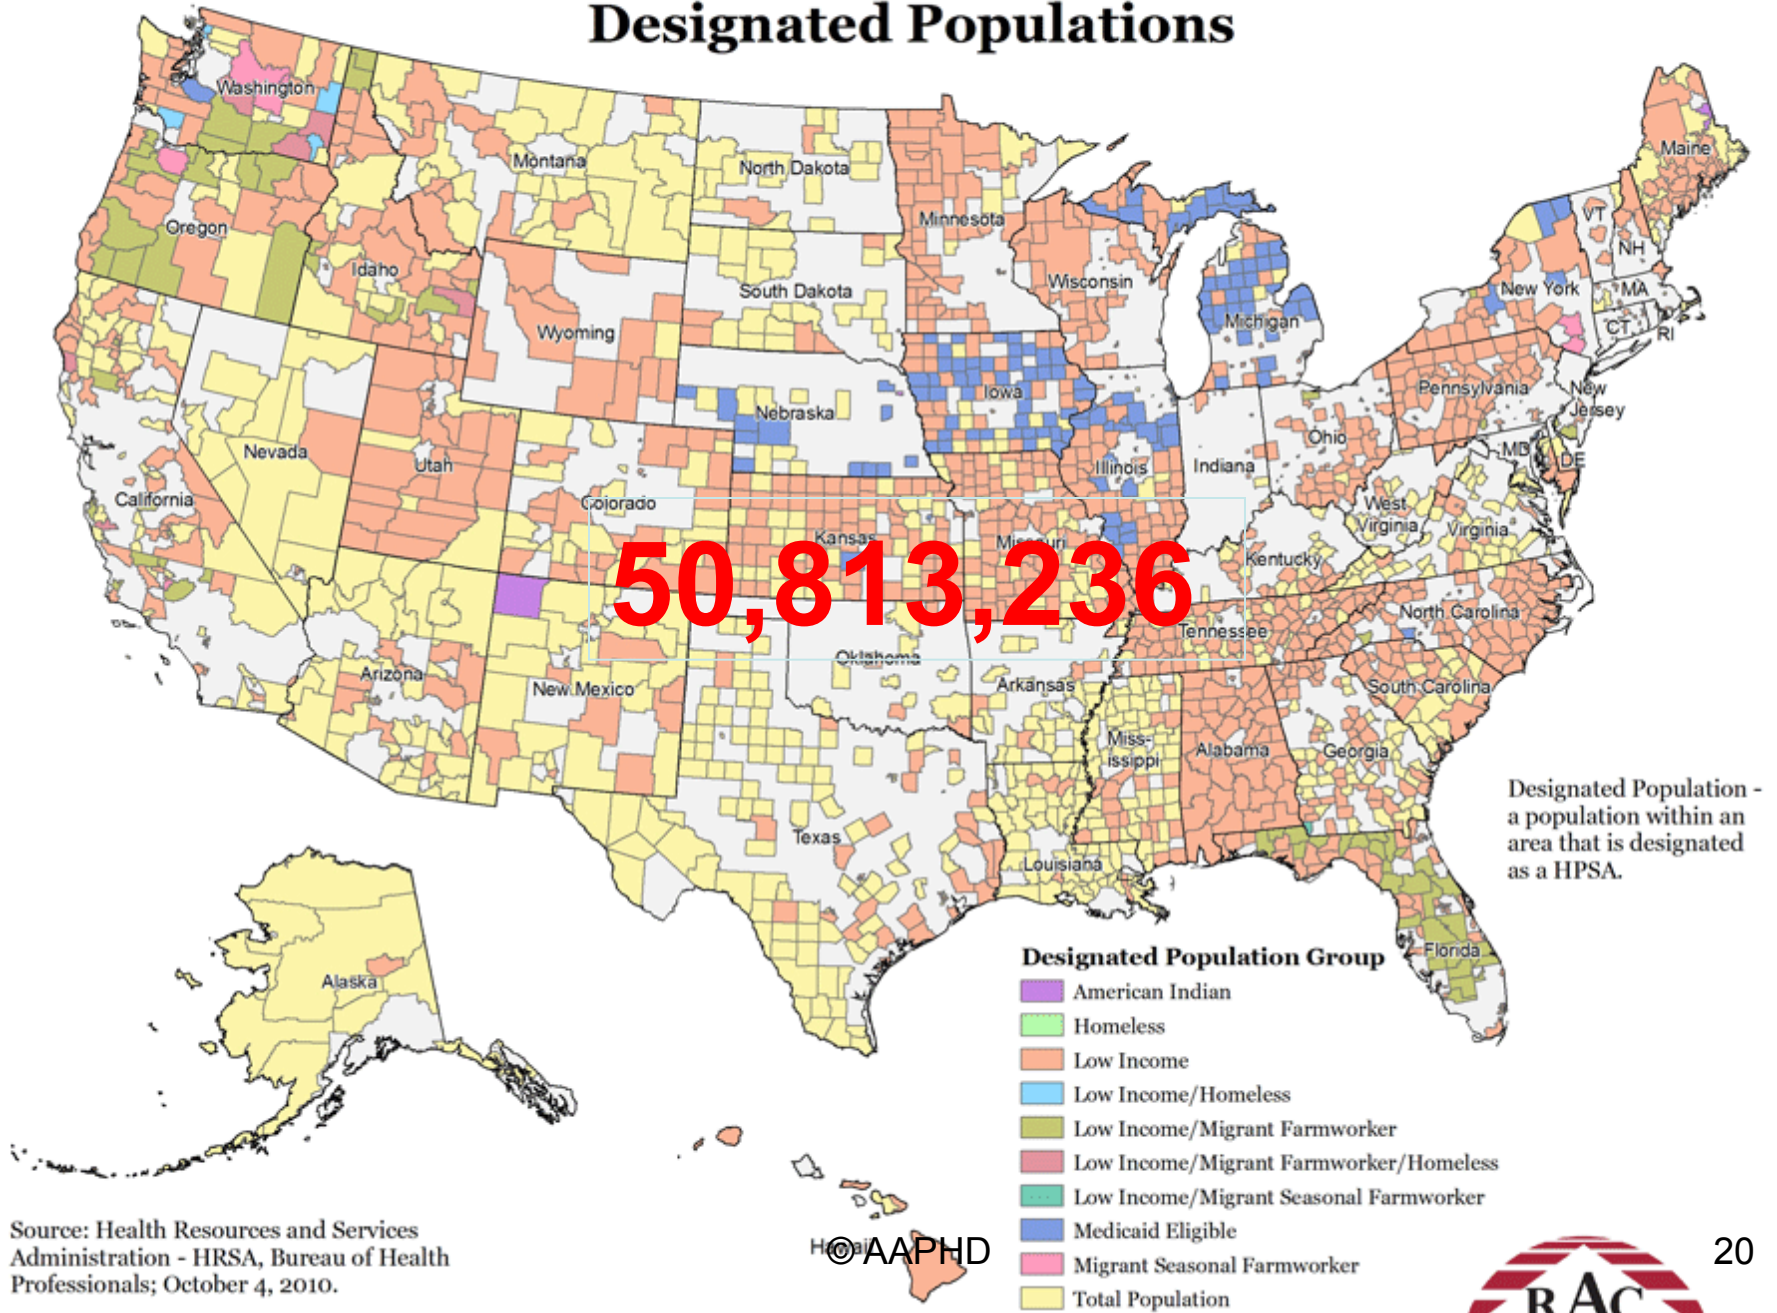 Designated Populations
Washington
Montana
North Dakota
Minnesota
Maine
Oregon
Idaho
Wyoming
South Dakota
Wisconsin
Michigan
VT
NH
New York
MA
CT
RI
Nevada
Utah
Colorado
Nebraska
Iowa
Illinois
Indiana
Ohio
Pennsylvania
New
Jersey
MD
DE
California
Kansas
Missouri
West
Virginia
Virginia
Kentucky
50,813,236
Arizona
New Mexico
Oklahoma
Arkansas
Tennessee
North Carolina
South Carolina
Texas
Louisiana
Miss-
issippi
Alabama
Georgia
Florida
Alaska
Hawaii
Designated Population -
a population within an
area that is designated
as a HPSA.
Designated Population Group
American Indian
Homeless
Low Income
Low Income/Homeless
Low Income/Migrant Farmworker
Low Income/Migrant Farmworker/Homeless
Low Income/Migrant Seasonal Farmworker
Medicaid Eligible
Migrant Seasonal Farmworker
Total Population
Source: Health Resources and Services
Administration - HRSA, Bureau of Health
Professionals; October 4, 2010.
© AAPHD
20
RAC